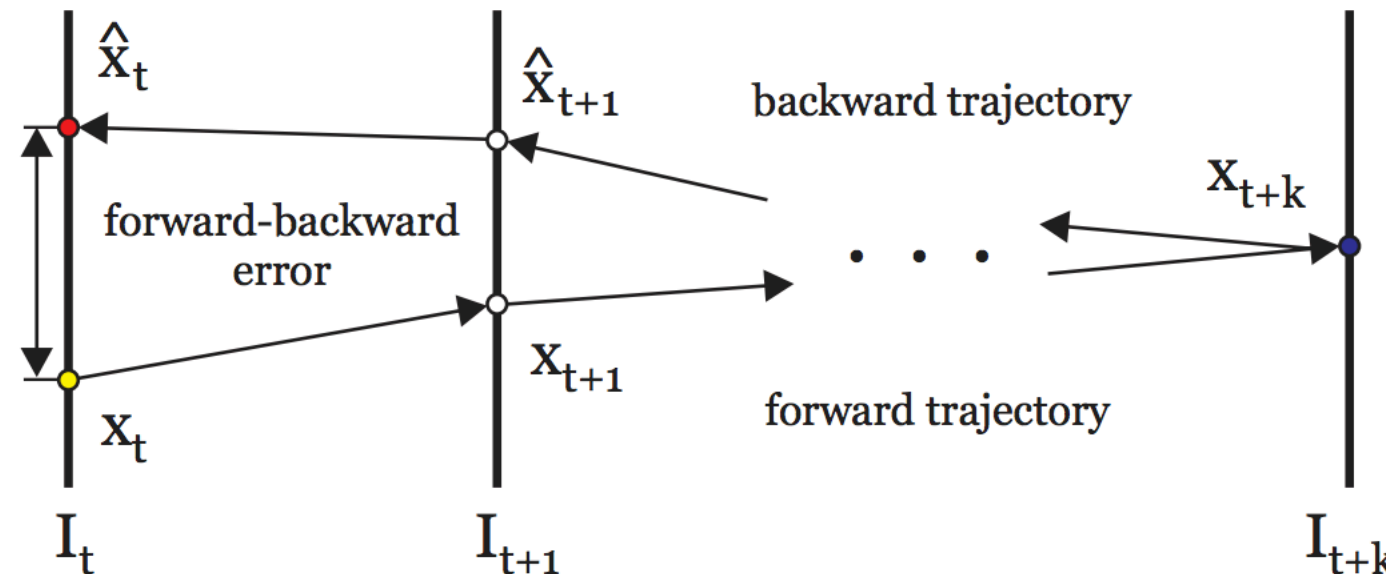 x̂ₜ
x̂ₜ₊₁
backward trajectory
xₜ₊ₖ
forward-backward
error
. . .
xₜ₊₁
forward trajectory
xₜ
Iₜ
Iₜ₊₁
Iₜ₊ₖ